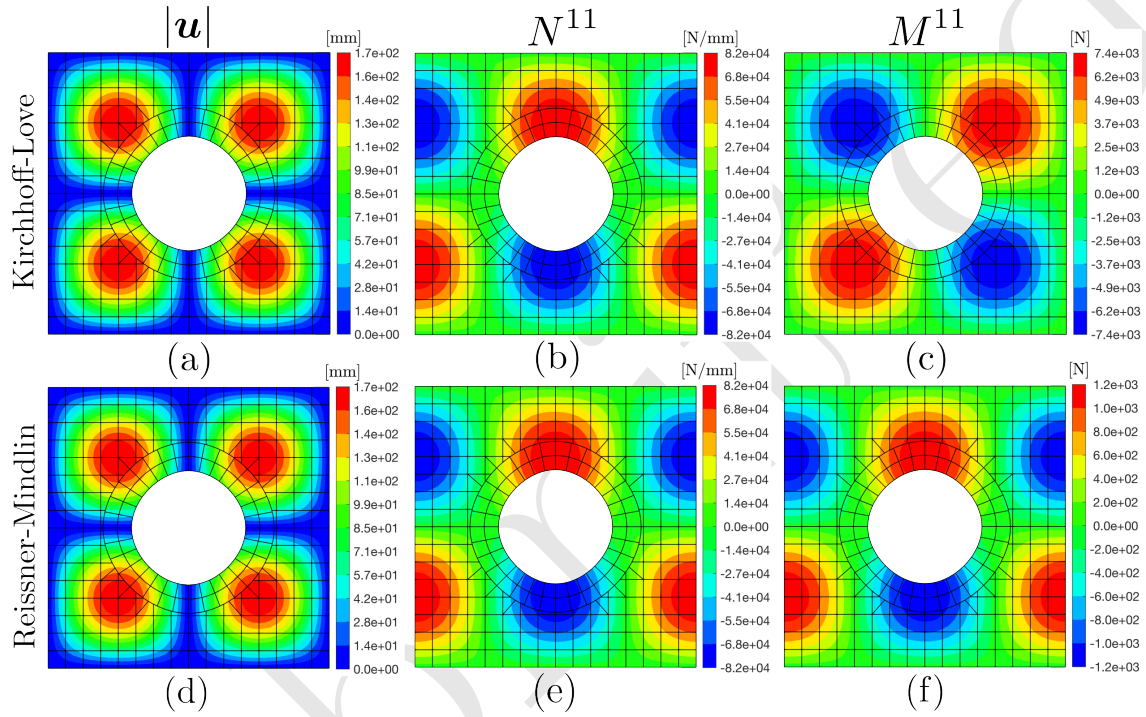 |u| N¹¹ M¹¹
[mm] [N/mm] [N]
Kirchhoff-Love
1.7e+02
1.6e+02
1.4e+02
1.3e+02
1.1e+02
9.9e+01
8.5e+01
7.1e+01
5.7e+01
4.2e+01
2.8e+01
1.4e+01
0.0e+00
8.2e+04
6.8e+04
5.5e+04
4.1e+04
2.7e+04
1.4e+04
0.0e+00
-1.4e+04
-2.7e+04
-4.1e+04
-5.5e+04
-6.8e+04
-8.2e+04
7.4e+03
6.2e+03
4.9e+03
3.7e+03
2.5e+03
1.2e+03
0.0e+00
-1.2e+03
-2.5e+03
-3.7e+03
-4.9e+03
-6.2e+03
-7.4e+03
(a) (b) (c)
[mm] [N/mm] [N]
Reissner-Mindlin
1.7e+02
1.6e+02
1.4e+02
1.3e+02
1.1e+02
9.9e+01
8.5e+01
7.1e+01
5.7e+01
4.2e+01
2.8e+01
1.4e+01
0.0e+00
8.2e+04
6.8e+04
5.5e+04
4.1e+04
2.7e+04
1.4e+04
0.0e+00
-1.4e+04
-2.7e+04
-4.1e+04
-5.5e+04
-6.8e+04
-8.2e+04
1.2e+03
1.0e+03
8.0e+02
6.0e+02
4.0e+02
2.0e+02
0.0e+00
-2.0e+02
-4.0e+02
-6.0e+02
-8.0e+02
-1.0e+03
-1.2e+03
(d) (e) (f)